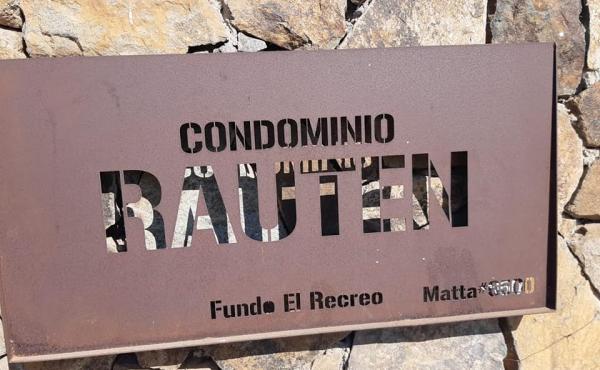 CONDOMINIO
RAUTEN
Fundo El Recreo Matta